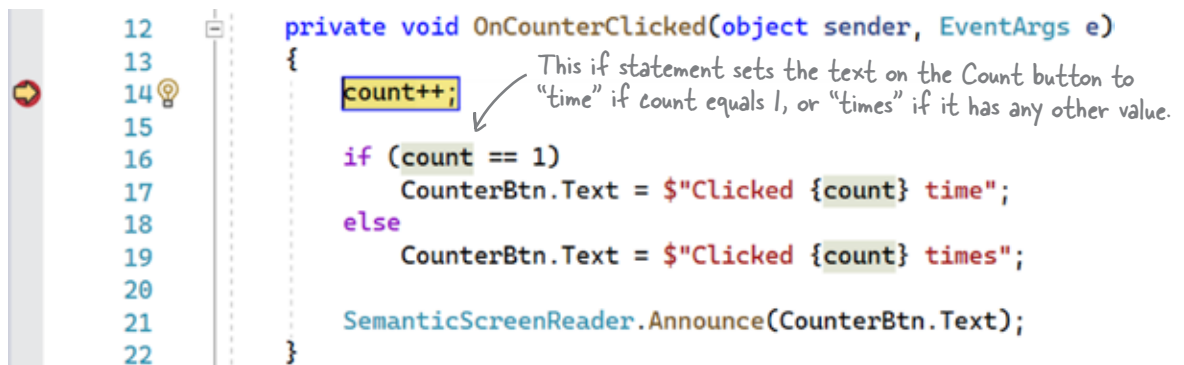 12 private void OnCounterClicked(object sender, EventArgs e)
13 {
This if statement sets the text on the Count button to
14 count++;
“time” if count equals 1, or “times” if it has any other value.
15
16 if (count == 1)
17 CounterBtn.Text = $"Clicked {count} time";
18 else
19 CounterBtn.Text = $"Clicked {count} times";
20
21 SemanticScreenReader.Announce(CounterBtn.Text);
22 }